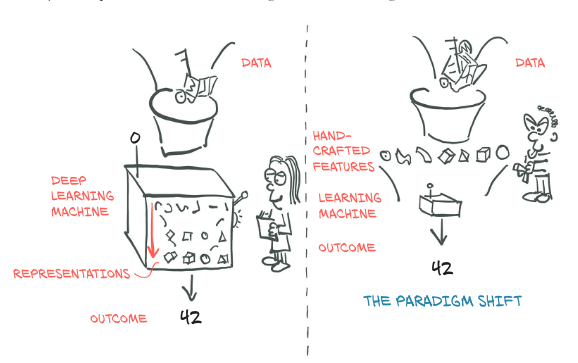 DATA
DEEP
LEARNING
MACHINE
REPRESENTATIONS
OUTCOME
42
DATA
HAND-
CRAFTED
FEATURES
LEARNING
MACHINE
OUTCOME
42
THE PARADIGM SHIFT